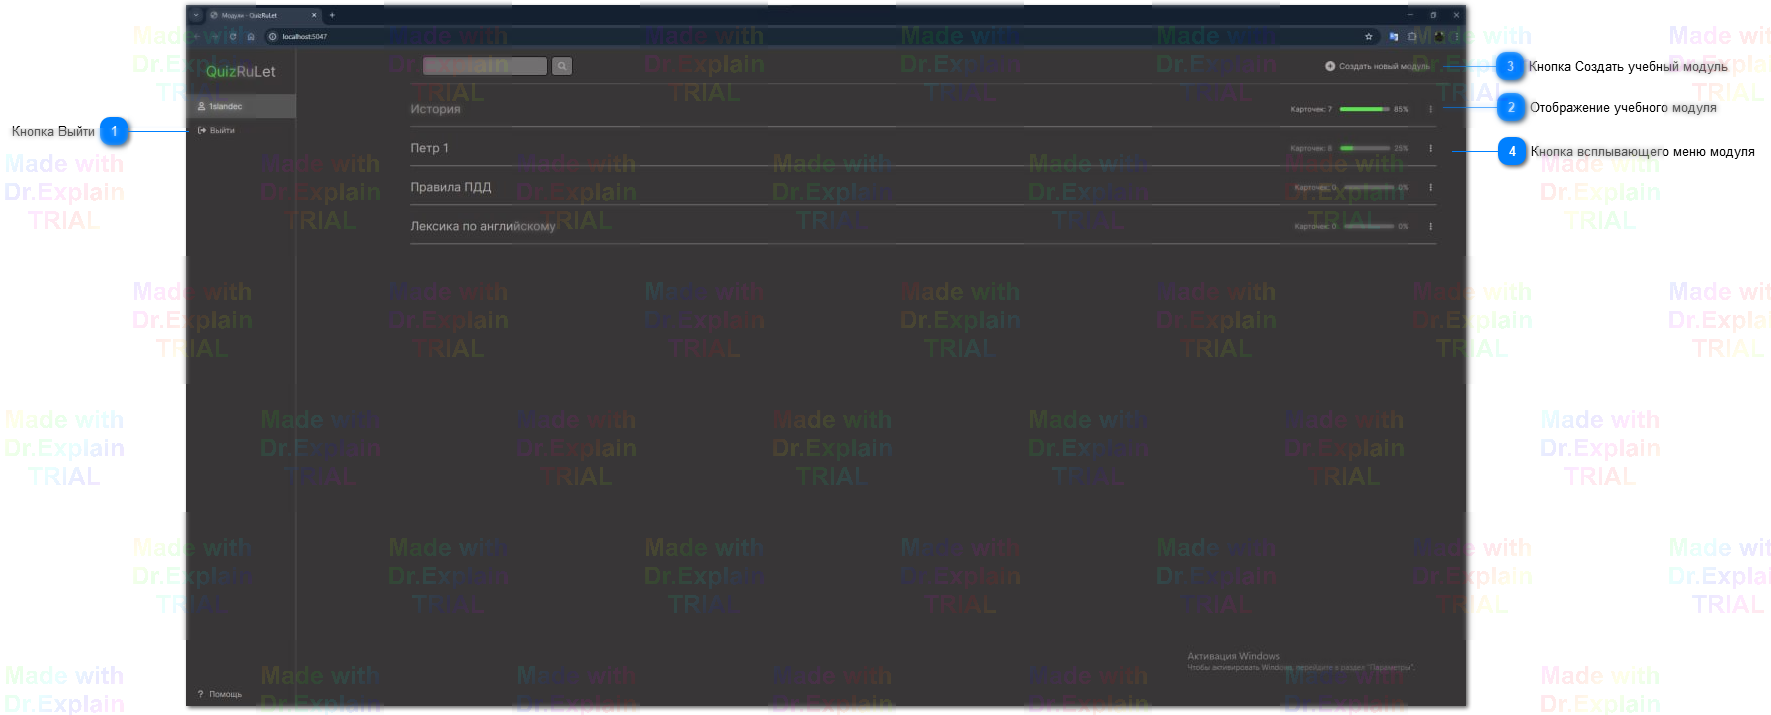 Модули - QuizRuLet
localhost:5047
QuizRuLet
1slandec
Выйти
Создать новый модуль
История
Карточек: 7
85%
Петр 1
Карточек: 8
25%
Правила ПДД
Карточек: 0
0%
Лексика по английскому
Карточек: 0
0%
Кнопка Выйти 1
3 Кнопка Создать учебный модуль
2 Отображение учебного модуля
4 Кнопка всплывающего меню модуля
Активация Windows
Чтобы активировать Windows, перейдите в раздел "Параметры".
? Помощь
Made with
Dr.Explain
TRIAL